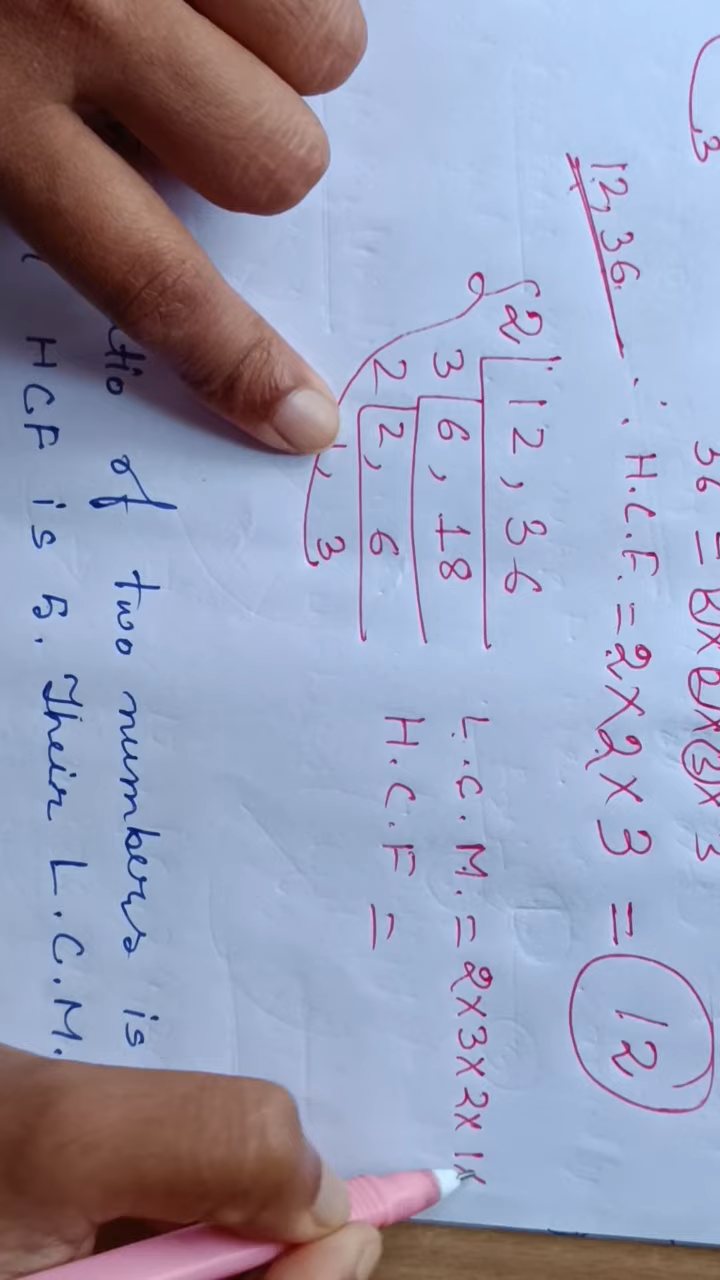 3
36 = 2 x 2 x 3 x 3
12,36 ∴ H.C.F. = 2 x 2 x 3 = 12
2 | 12, 36
3 | 6, 18
2 | 2, 6
1, 3
L.C.M. = 2 x 3 x 2 x 1 x
H.C.F =
of two numbers is
HCF is 5. Their L.C.M.